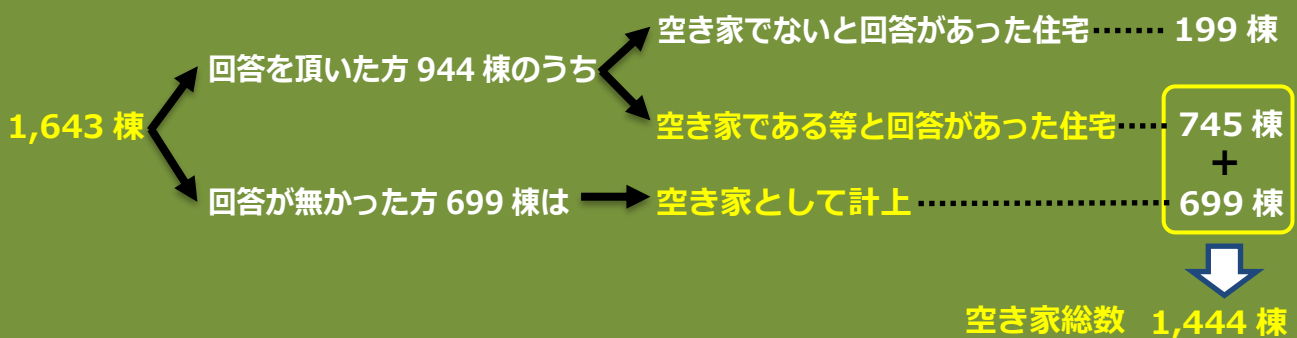 空き家でないと回答があった住宅······· 199 棟
回答を頂いた方 944 棟のうち
1,643 棟
空き家である等と回答があった住宅····· 745 棟
+
回答が無かった方 699 棟は
空き家として計上························· 699 棟
空き家総数 1,444 棟